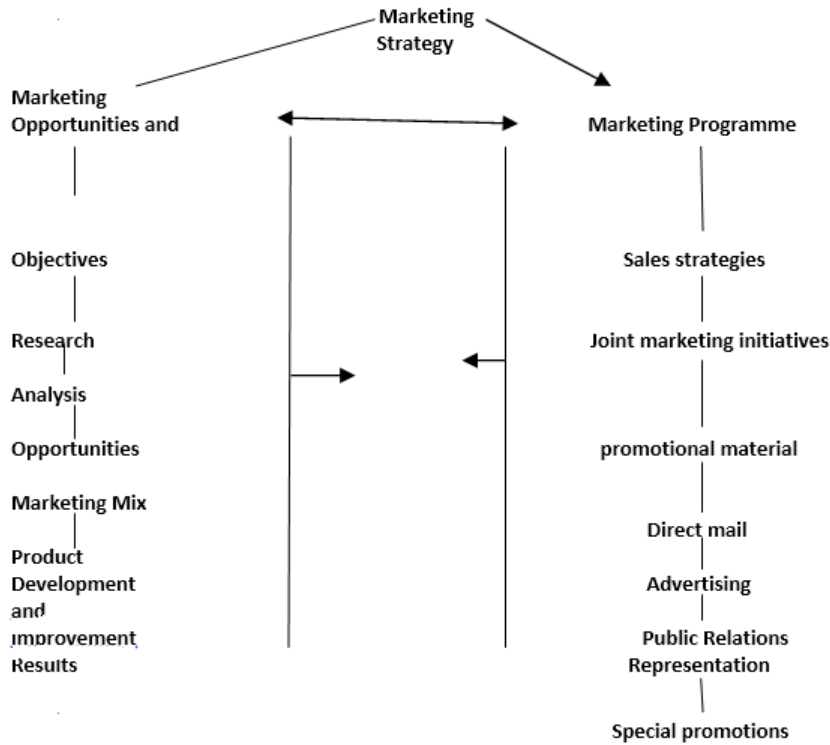 Marketing
Strategy
Marketing
Opportunities and
Objectives
Research
Analysis
Opportunities
Marketing Mix
Product
Development
and
Improvement
Results
Marketing Programme
Sales strategies
Joint marketing initiatives
promotional material
Direct mail
Advertising
Public Relations
Representation
Special promotions